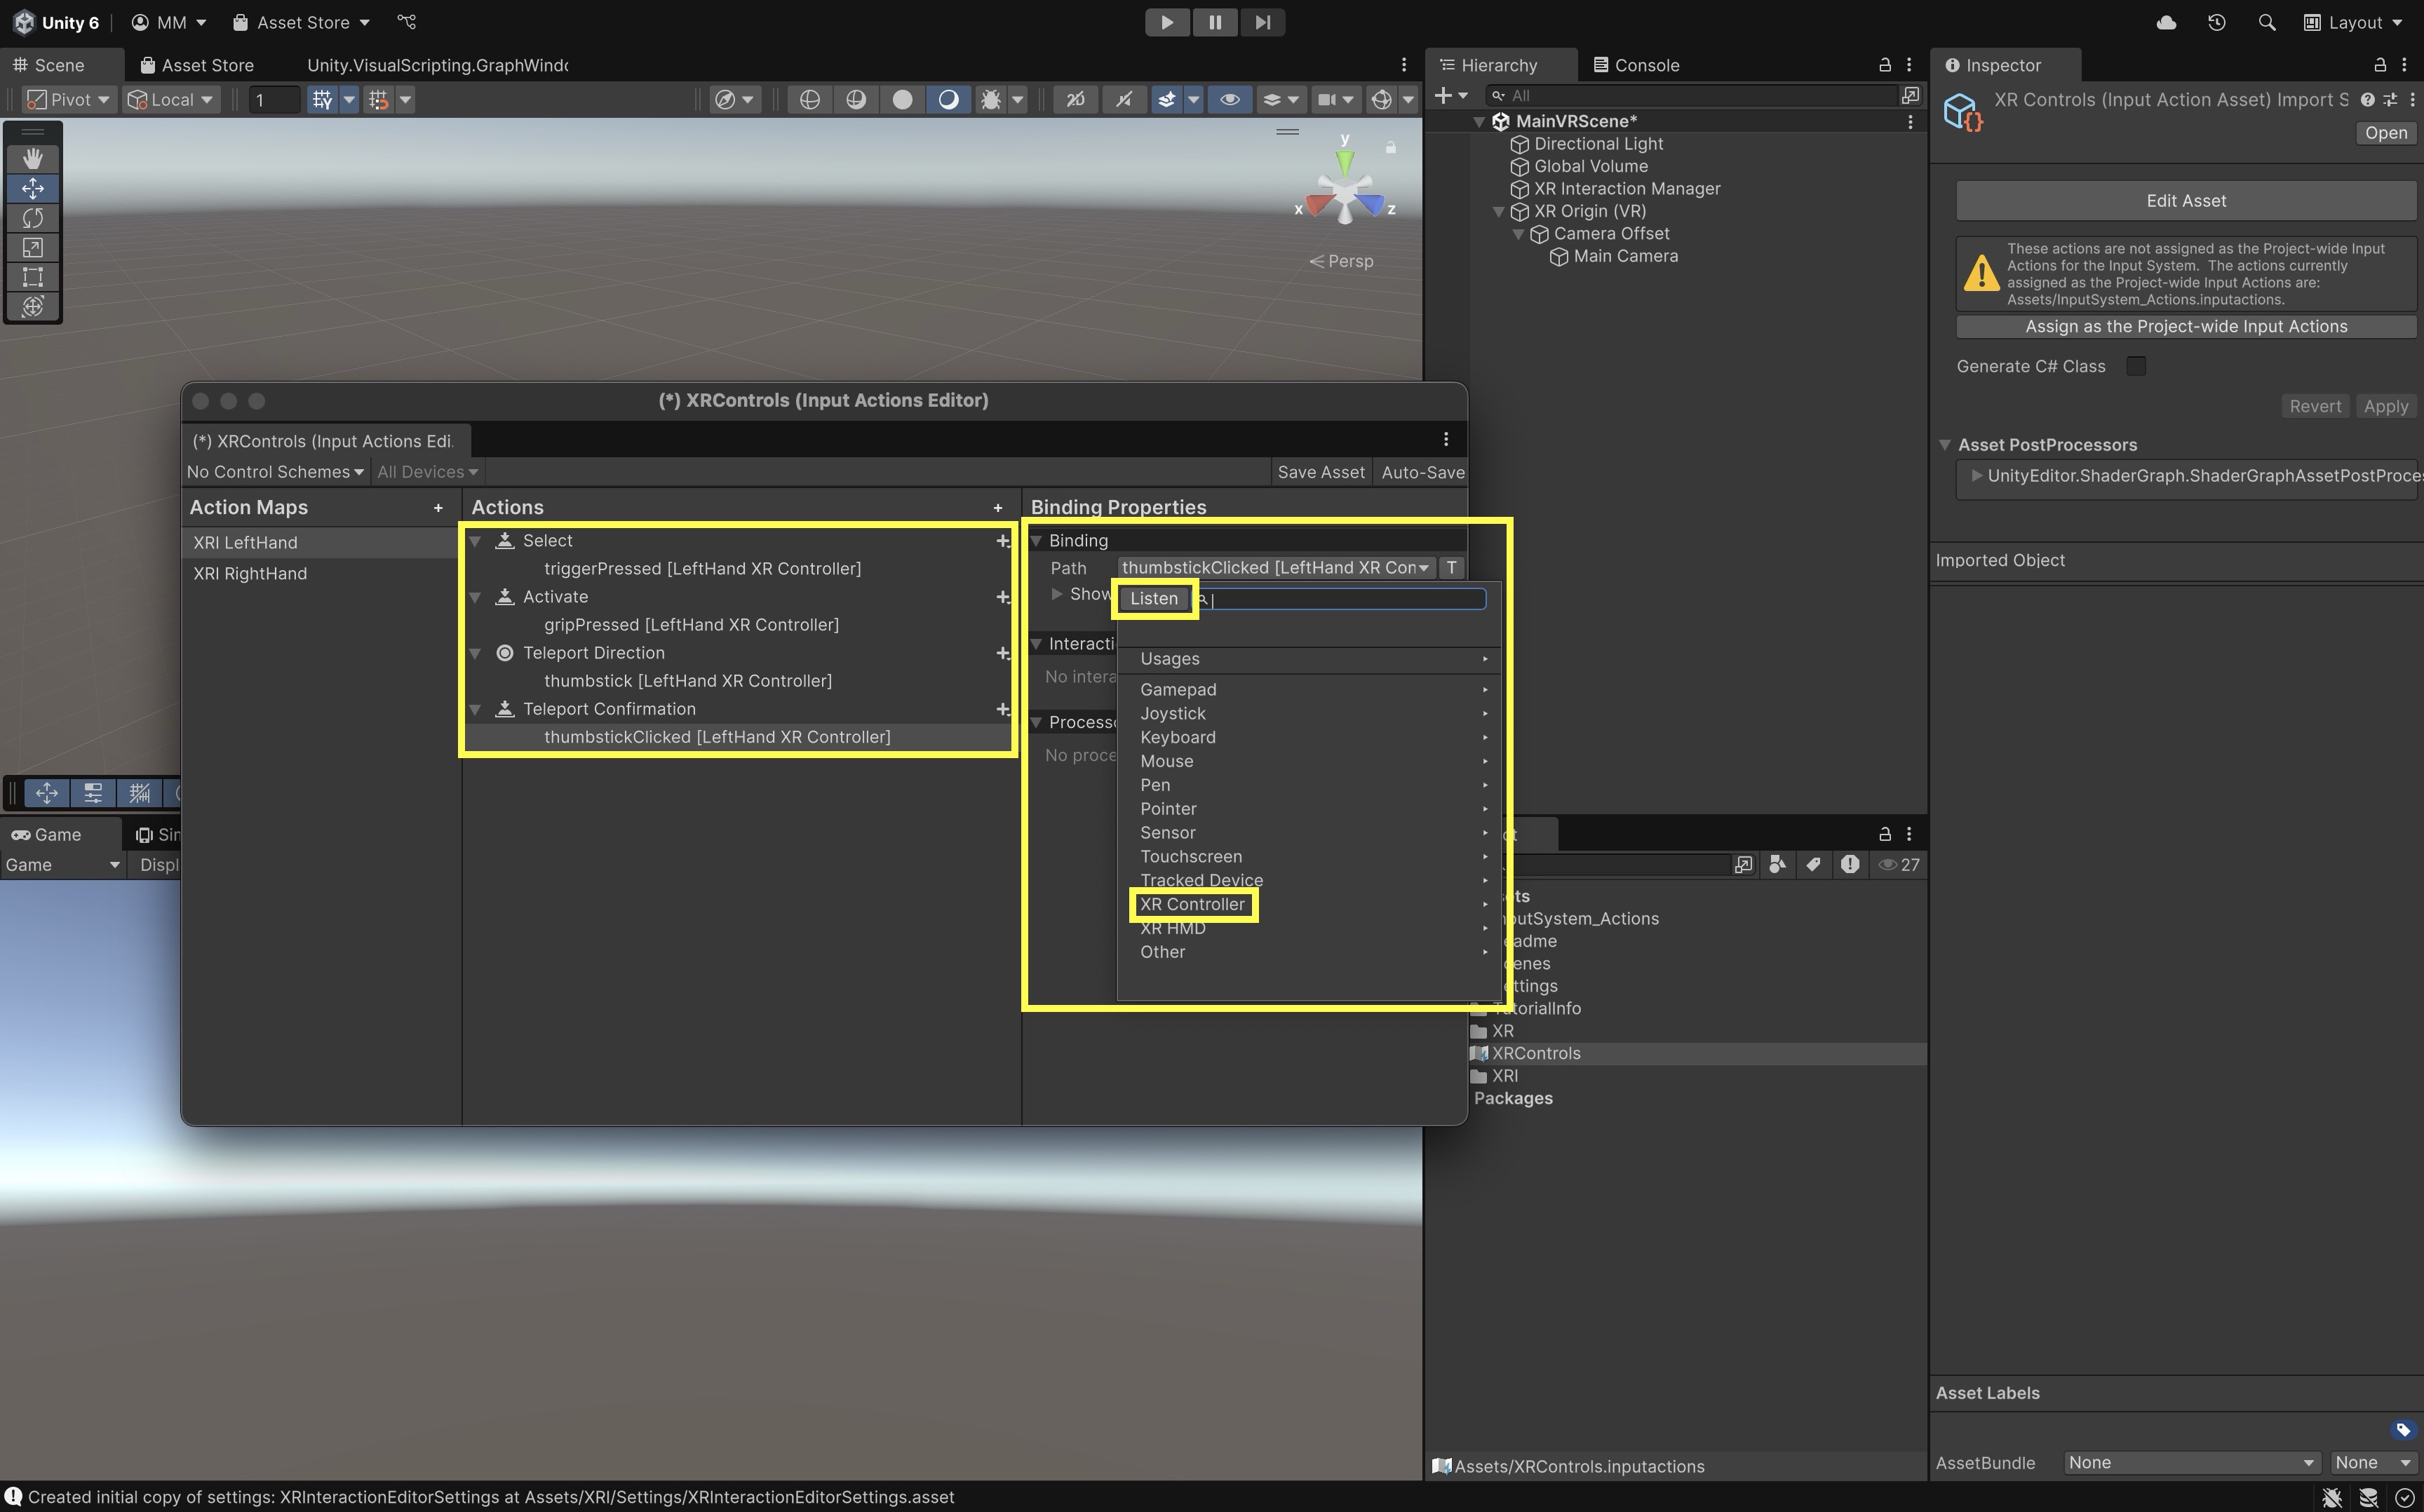 Unity 6 MM Asset Store Layout
Scene Asset Store Unity.VisualScripting.GraphWind
Pivot Local 1 2D
y
x z
Persp
Hierarchy Console
All
MainVRScene*
Directional Light
Global Volume
XR Interaction Manager
XR Origin (VR)
Camera Offset
Main Camera
Inspector
XR Controls (Input Action Asset) Import S
Open
Edit Asset
These actions are not assigned as the Project-wide Input
Actions for the Input System. The actions currently
assigned as the Project-wide Input Actions are:
Assets/InputSystem_Actions.inputactions.
Assign as the Project-wide Input Actions
Generate C# Class
Revert Apply
Asset PostProcessors
UnityEditor.ShaderGraph.ShaderGraphAssetPostProce
Imported Object
(*) XRControls (Input Actions Editor)
(*) XRControls (Input Actions Edi.
No Control Schemes All Devices Save Asset Auto-Save
Action Maps +
XRI LeftHand
XRI RightHand
Actions +
Select
triggerPressed [LeftHand XR Controller]
Activate
gripPressed [LeftHand XR Controller]
Teleport Direction
thumbstick [LeftHand XR Controller]
Teleport Confirmation
thumbstickClicked [LeftHand XR Controller]
Binding Properties
Binding
Path thumbstickClicked [LeftHand XR Con T
Show
Interacti
No intera
Process
No proce
Listen
Usages
Gamepad
Joystick
Keyboard
Mouse
Pen
Pointer
Sensor
Touchscreen
Tracked Device
XR Controller
XR HMD
Other
Game Sim
Game Displ
27
ets
nputSystem_Actions
eadme
enes
ettings
TutorialInfo
XR
XRControls
XRI
Packages
Assets/XRControls.inputactions
Asset Labels
AssetBundle None None
Created initial copy of settings: XRInteractionEditorSettings at Assets/XRI/Settings/XRInteractionEditorSettings.asset